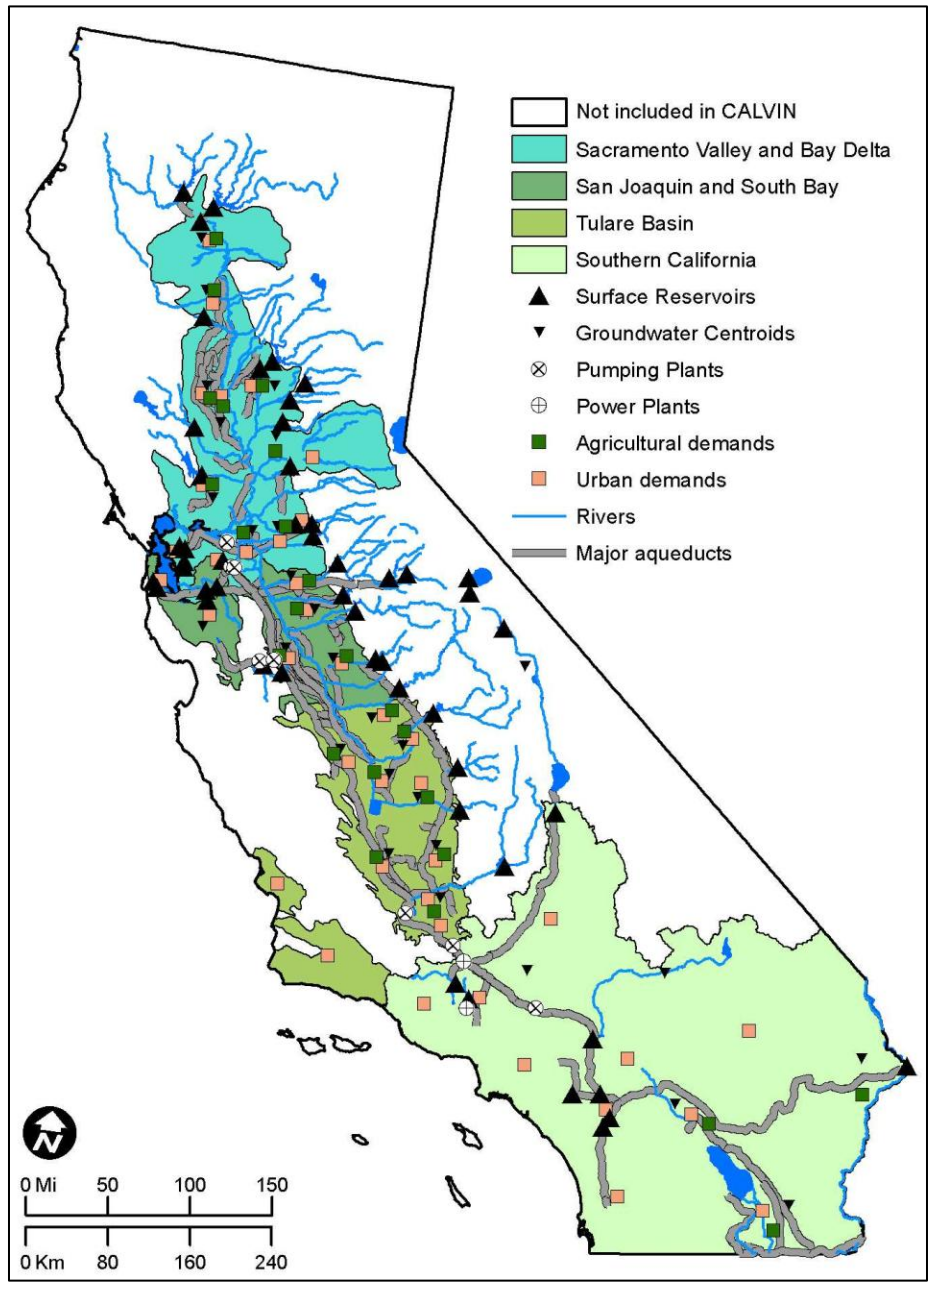 Not included in CALVIN
Sacramento Valley and Bay Delta
San Joaquin and South Bay
Tulare Basin
Southern California
Surface Reservoirs
Groundwater Centroids
Pumping Plants
Power Plants
Agricultural demands
Urban demands
Rivers
Major aqueducts
N
0 Mi 50 100 150
0 Km 80 160 240